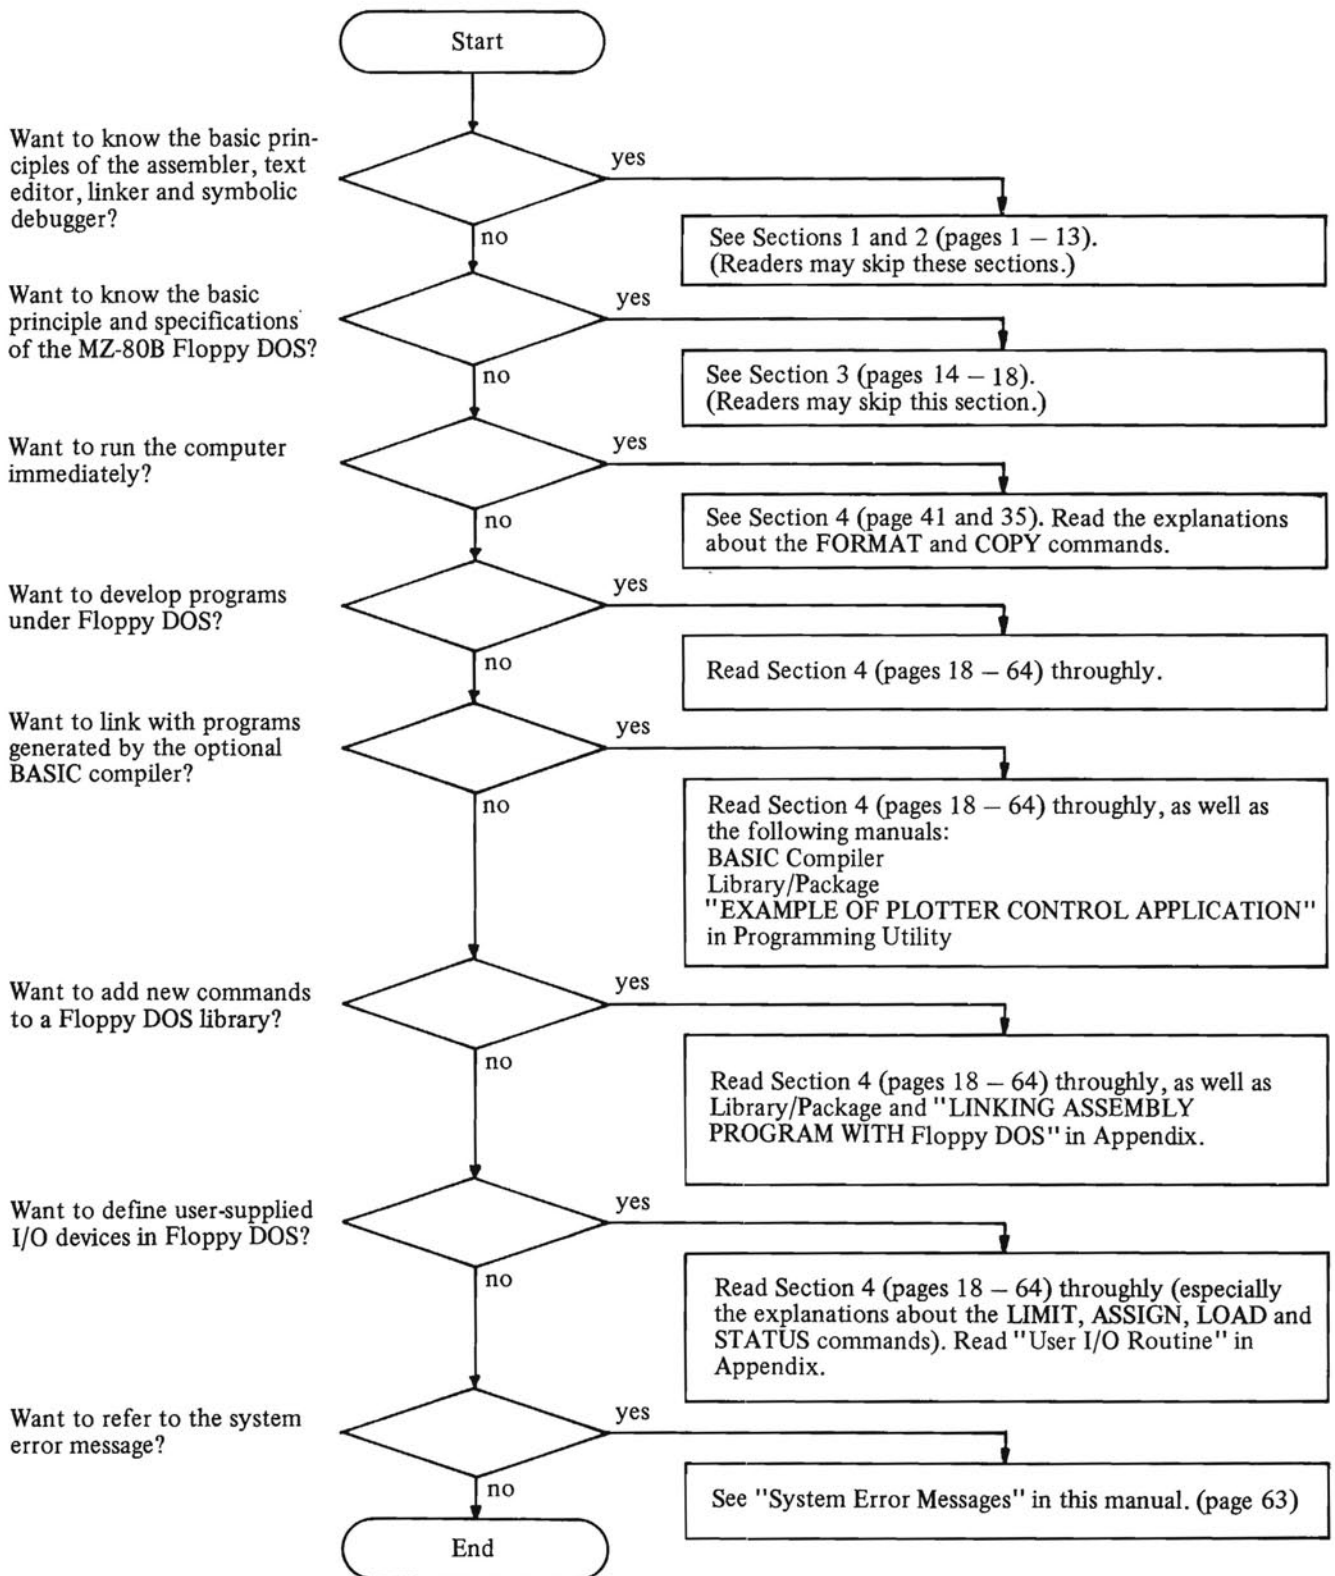 Start
Want to know the basic prin-
ciples of the assembler, text
editor, linker and symbolic
debugger?
yes
no
See Sections 1 and 2 (pages 1 – 13).
(Readers may skip these sections.)
Want to know the basic
principle and specifications
of the MZ-80B Floppy DOS?
yes
no
See Section 3 (pages 14 – 18).
(Readers may skip this section.)
Want to run the computer
immediately?
yes
no
See Section 4 (page 41 and 35). Read the explanations
about the FORMAT and COPY commands.
Want to develop programs
under Floppy DOS?
yes
no
Read Section 4 (pages 18 – 64) throughly.
Want to link with programs
generated by the optional
BASIC compiler?
yes
no
Read Section 4 (pages 18 – 64) throughly, as well as
the following manuals:
BASIC Compiler
Library/Package
"EXAMPLE OF PLOTTER CONTROL APPLICATION"
in Programming Utility
Want to add new commands
to a Floppy DOS library?
yes
no
Read Section 4 (pages 18 – 64) throughly, as well as
Library/Package and "LINKING ASSEMBLY
PROGRAM WITH Floppy DOS" in Appendix.
Want to define user-supplied
I/O devices in Floppy DOS?
yes
no
Read Section 4 (pages 18 – 64) throughly (especially
the explanations about the LIMIT, ASSIGN, LOAD and
STATUS commands). Read "User I/O Routine" in
Appendix.
Want to refer to the system
error message?
yes
no
See "System Error Messages" in this manual. (page 63)
End